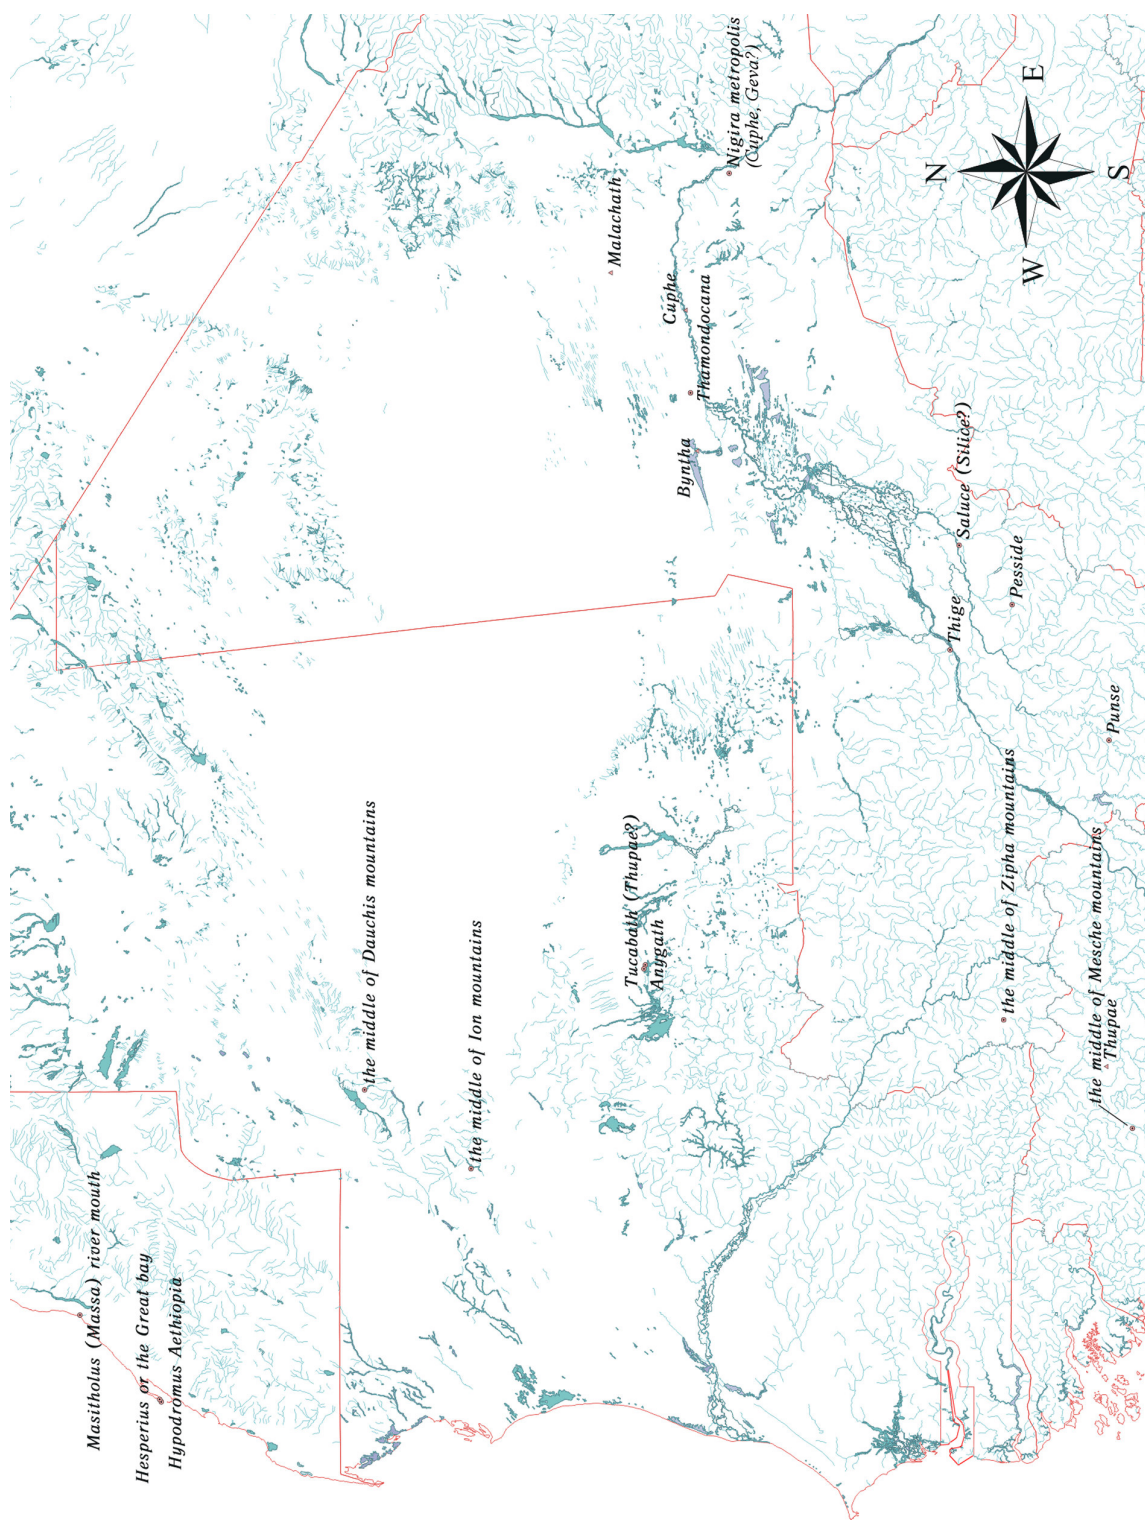 Masitholus (Massa) river mouth
Hesperius or the Great bay
Hypodromus Aethiopia
the middle of Dauchis mountains
the middle of Ion mountains
Tucabath (Thupae?)
Anygath
Byntha
Cuphe
Thamondocana
Malachath
Nigira metropolis
(Cuphe, Geva?)
Saluce (Silice?)
Thige
Pesside
Punse
the middle of Zipha mountains
the middle of Mesche mountains
Thupae
N
E
S
W